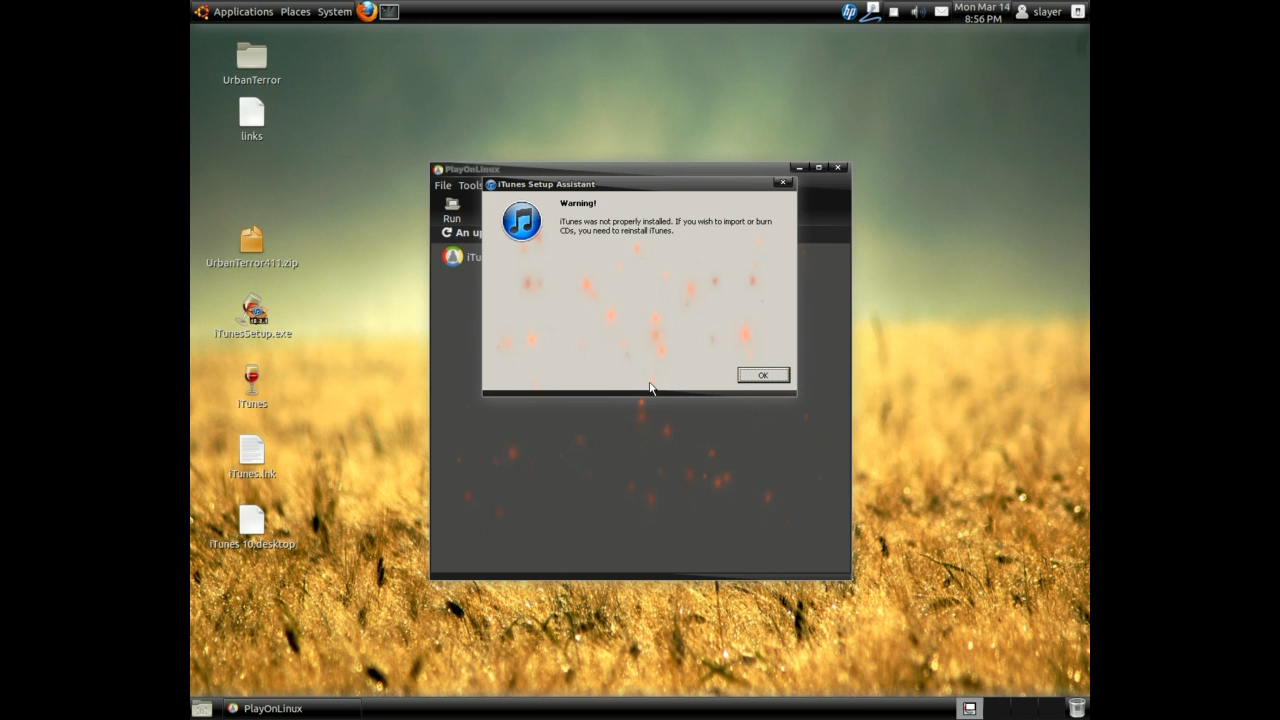 Applications Places System
Mon Mar 14
8:56 PM
slayer
UrbanTerror
links
UrbanTerror411.zip
iTunesSetup.exe
iTunes
iTunes.lnk
iTunes 10.desktop
PlayOnLinux
File Tools
Run
iTunes Setup Assistant
Warning!
iTunes was not properly installed. If you wish to import or burn
CDs, you need to reinstall iTunes.
OK
An up
iTu
PlayOnLinux